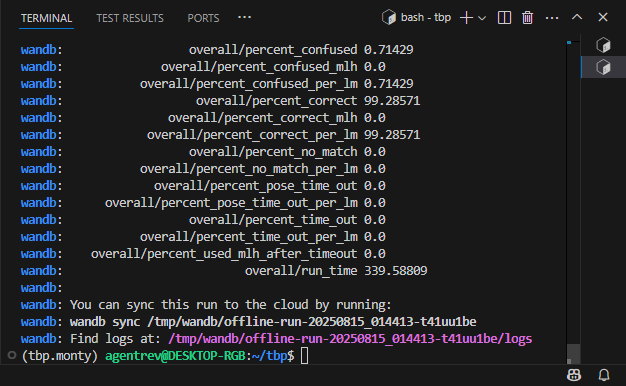 TERMINAL TEST RESULTS PORTS bash - tbp
wandb: overall/percent_confused 0.71429
wandb: overall/percent_confused_mlh 0.0
wandb: overall/percent_confused_per_lm 0.71429
wandb: overall/percent_correct 99.28571
wandb: overall/percent_correct_mlh 0.0
wandb: overall/percent_correct_per_lm 99.28571
wandb: overall/percent_no_match 0.0
wandb: overall/percent_no_match_per_lm 0.0
wandb: overall/percent_pose_time_out 0.0
wandb: overall/percent_pose_time_out_per_lm 0.0
wandb: overall/percent_time_out 0.0
wandb: overall/percent_time_out_per_lm 0.0
wandb: overall/percent_used_mlh_after_timeout 0.0
wandb: overall/run_time 339.58809
wandb:
wandb: You can sync this run to the cloud by running:
wandb: wandb sync /tmp/wandb/offline-run-20250815_014413-t41uu1be
wandb: Find logs at: /tmp/wandb/offline-run-20250815_014413-t41uu1be/logs
(tbp.monty) agentrev@DESKTOP-RGB:~/tbp$